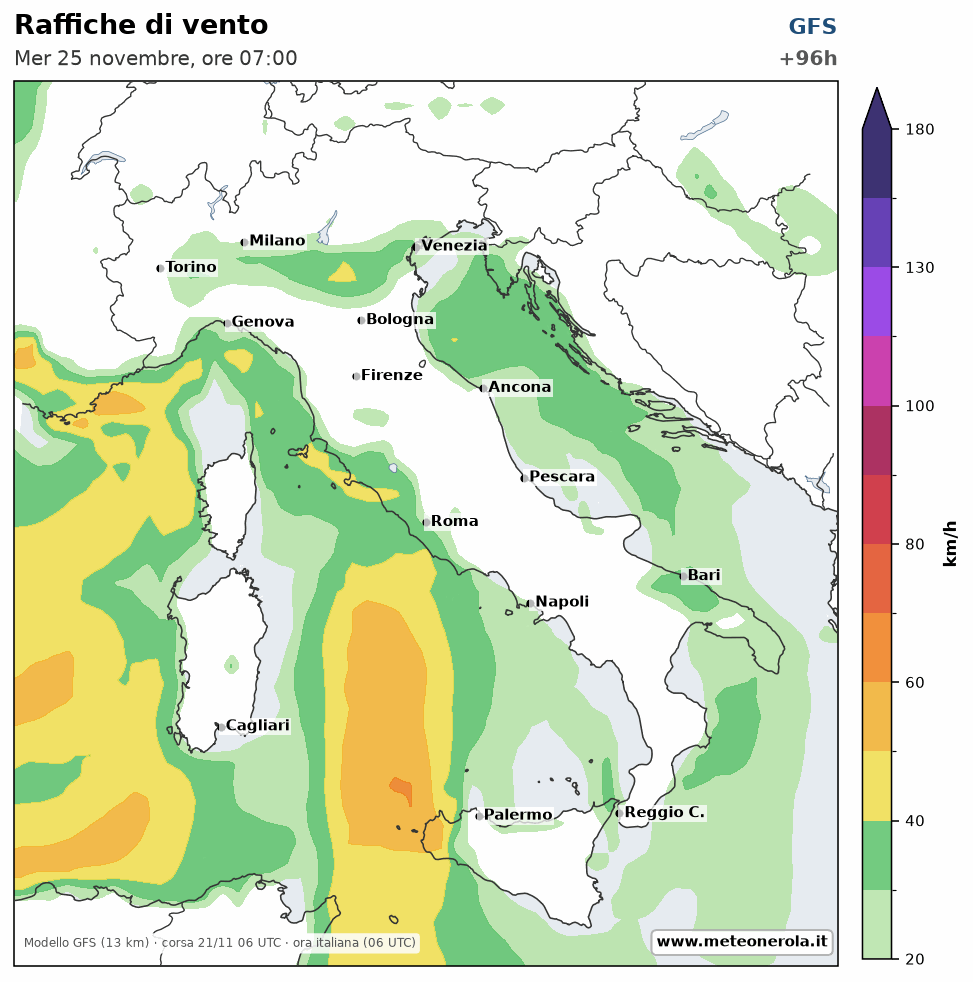 Raffiche di vento
GFS
Mer 25 novembre, ore 07:00
+96h
180
130
100
80
60
40
20
km/h
Milano
Venezia
Torino
Genova
Bologna
Firenze
Ancona
Pescara
Roma
Bari
Napoli
Cagliari
Palermo
Reggio C.
Modello GFS (13 km) · corsa 21/11 06 UTC · ora italiana (06 UTC)
www.meteonerola.it